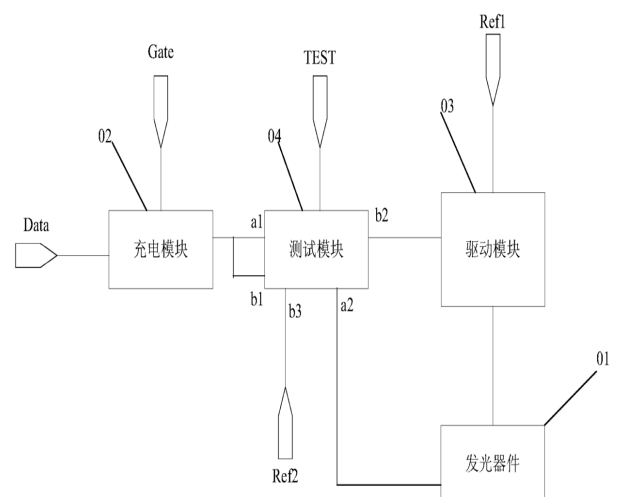 Ref1
Gate
TEST
02
04
03
Data
充电模块
a1
b1
测试模块
b2
驱动模块
b3
a2
Ref2
01
发光器件